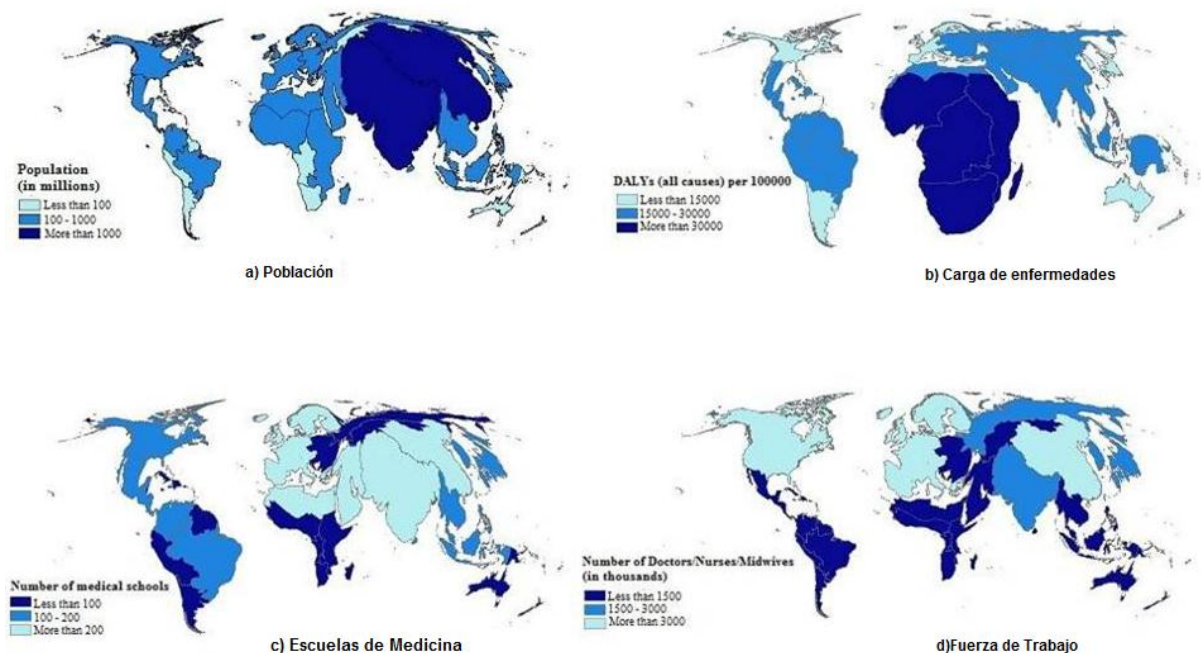 Population
(in millions)
Less than 100
100 - 1000
More than 1000
a) Población
DALYs (all causes) per 100000
Less than 15000
15000 - 30000
More than 30000
b) Carga de enfermedades
Number of medical schools
Less than 100
100 - 200
More than 200
c) Escuelas de Medicina
Number of Doctors/Nurses/Midwives
(in thousands)
Less than 1500
1500 - 3000
More than 3000
d)Fuerza de Trabajo